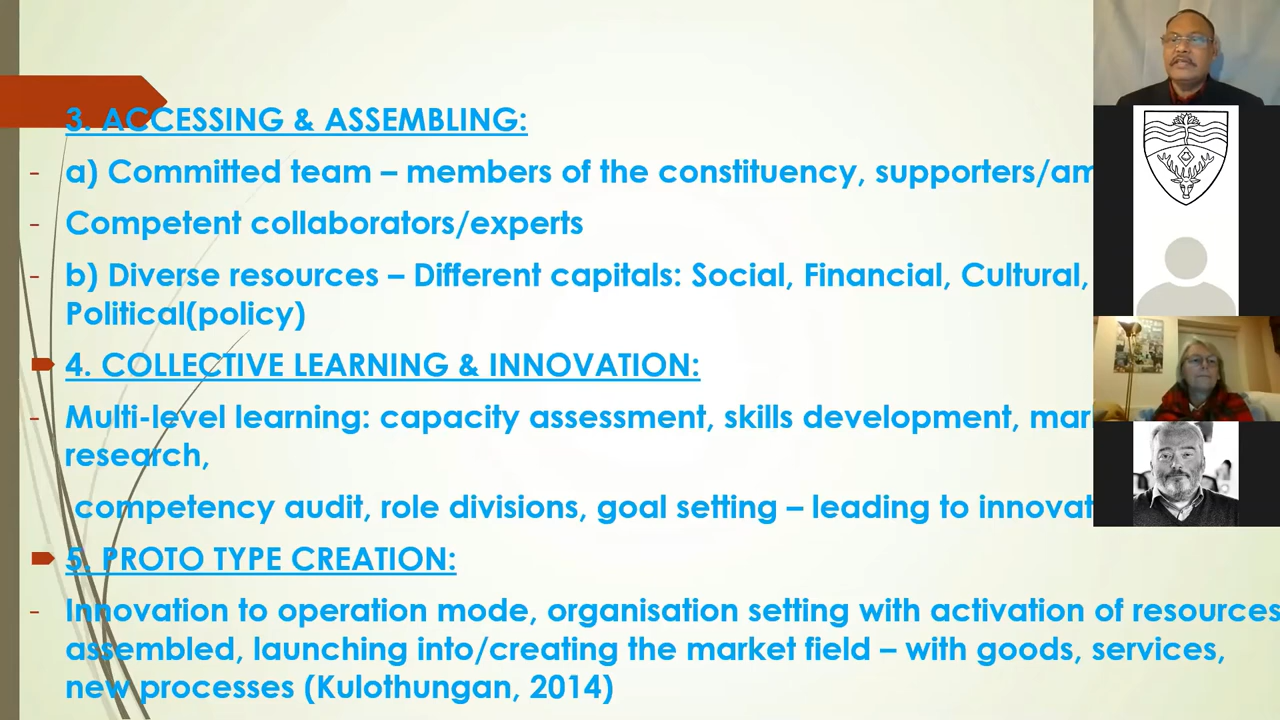 3. ACCESSING & ASSEMBLING:
- a) Committed team – members of the constituency, supporters/am
- Competent collaborators/experts
- b) Diverse resources – Different capitals: Social, Financial, Cultural,
Political(policy)
4. COLLECTIVE LEARNING & INNOVATION:
- Multi-level learning: capacity assessment, skills development, mar
research,
competency audit, role divisions, goal setting – leading to innovat
5. PROTO TYPE CREATION:
- Innovation to operation mode, organisation setting with activation of resources
assembled, launching into/creating the market field – with goods, services,
new processes (Kulothungan, 2014)